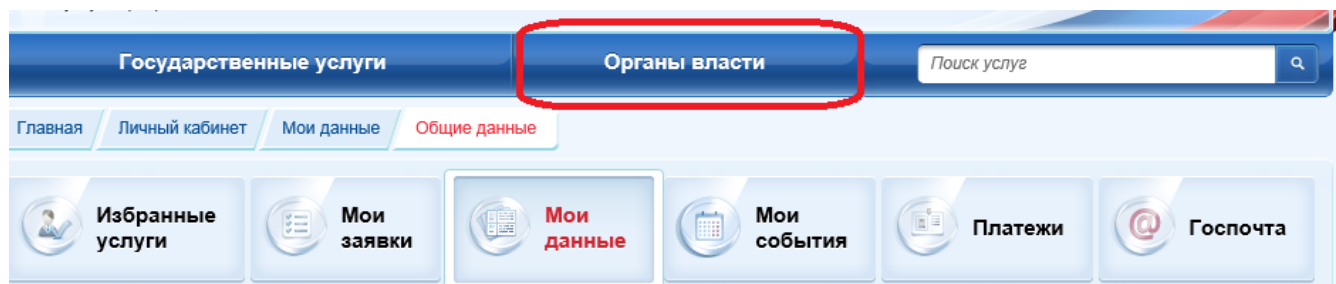 Государственные услуги Органы власти Поиск услуг
Главная Личный кабинет Мои данные Общие данные
Избранные услуги
Мои заявки
Мои данные
Мои события
Платежи
@ Госпочта